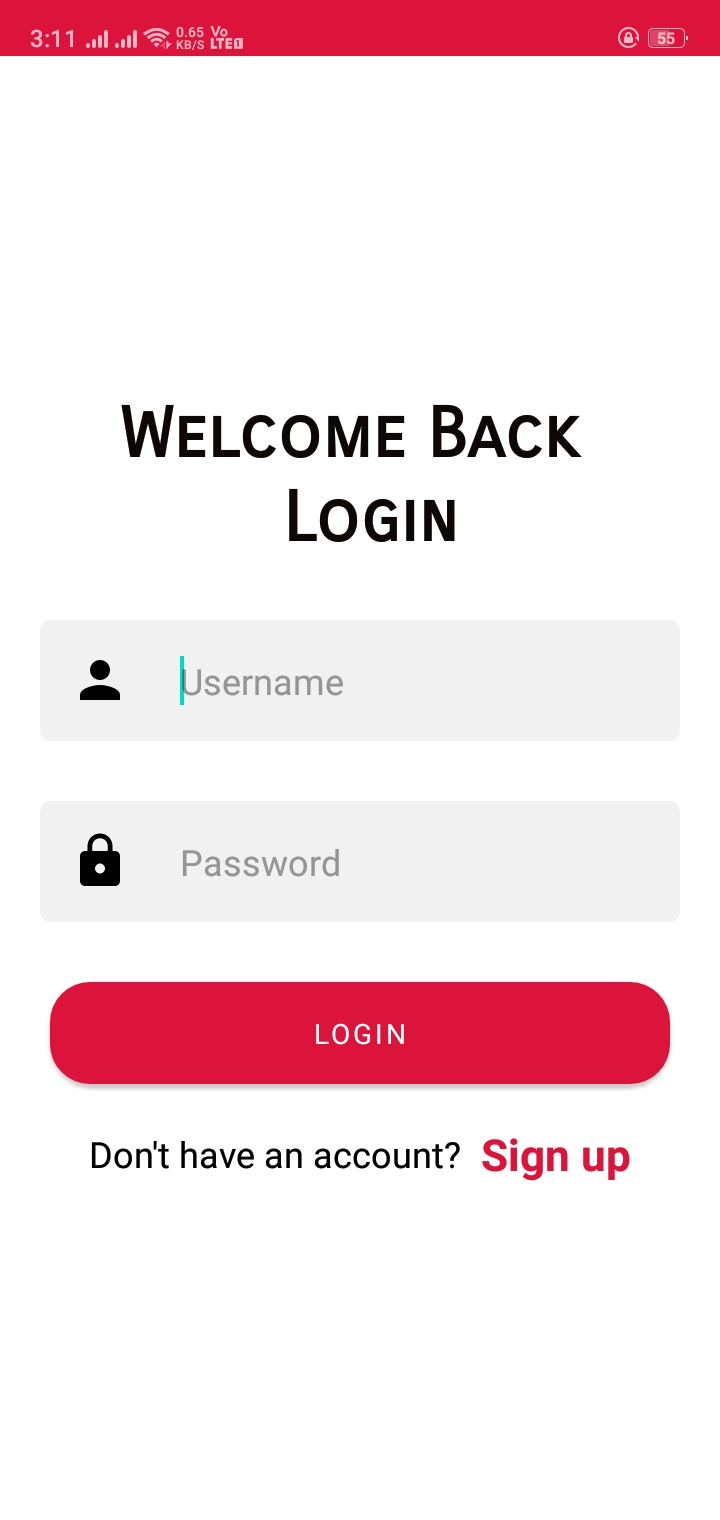 3:11 0.65 KB/S Vo LTE1 55
Welcome Back
Login
Username
Password
LOGIN
Don't have an account? Sign up